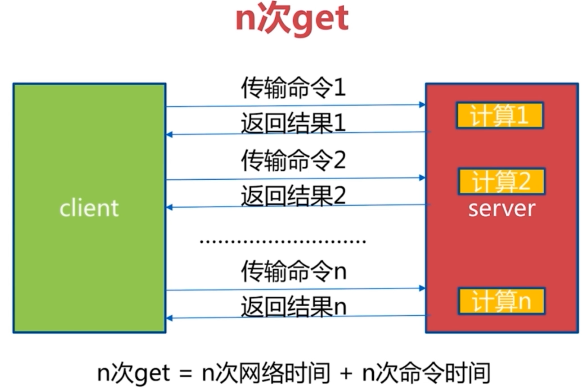 n次get
传输命令1
返回结果1
计算1
传输命令2
返回结果2
计算2
client
server
..........................
传输命令n
返回结果n
计算n
n次get = n次网络时间 + n次命令时间